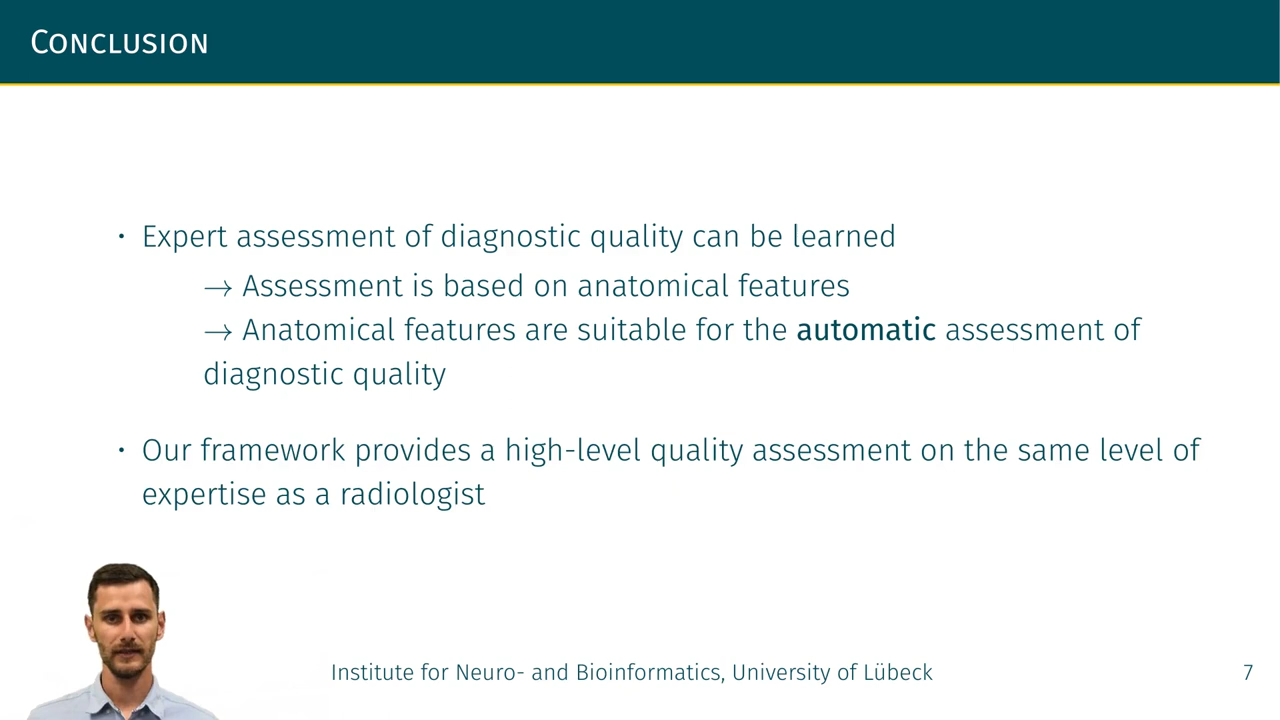 Conclusion
• Expert assessment of diagnostic quality can be learned
→ Assessment is based on anatomical features
→ Anatomical features are suitable for the automatic assessment of
diagnostic quality
• Our framework provides a high-level quality assessment on the same level of
expertise as a radiologist
Institute for Neuro- and Bioinformatics, University of Lübeck
7